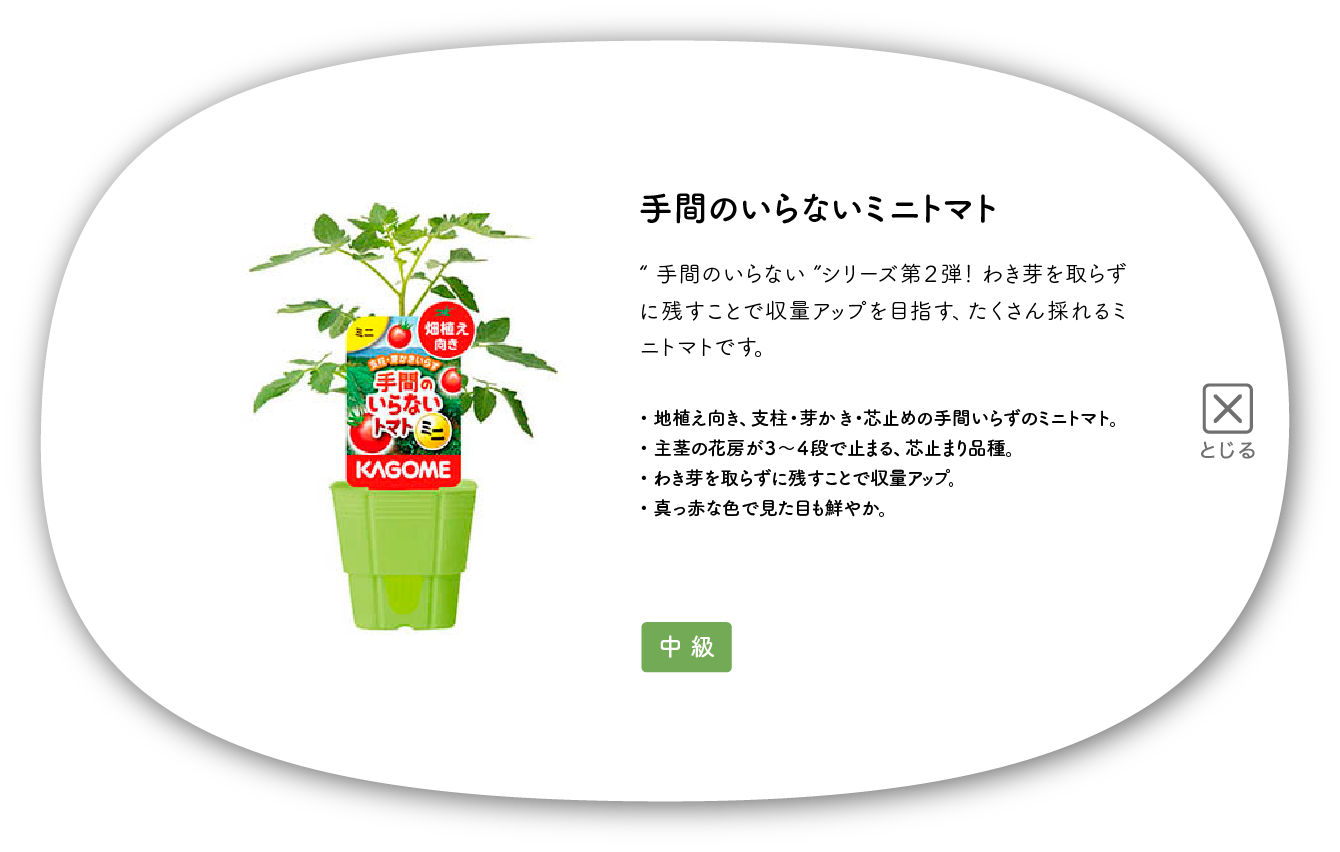 手間のいらないミニトマト
“ 手間のいらない ”シリーズ第2弾! わき芽を取らず
に残すことで収量アップを目指す、たくさん採れるミ
ニトマトです。
・ 地植え向き、支柱・芽かき・芯止めの手間いらずのミニトマト。
・ 主茎の花房が3〜4段で止まる、芯止まり品種。
・ わき芽を取らずに残すことで収量アップ。
・ 真っ赤な色で見た目も鮮やか。
中級
とじる
ミニ
畑植え
向き
支柱・芽かきいらず
手間の
いらない
トマト
ミニ
KAGOME